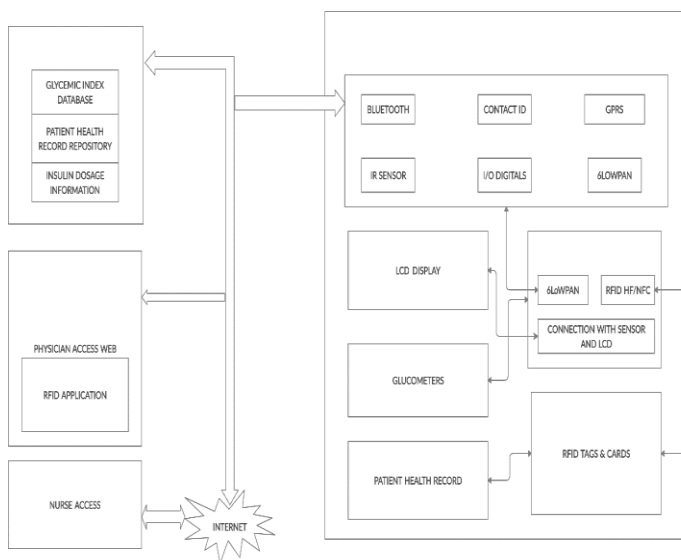 GLYCEMIC INDEX
DATABASE
PATIENT HEALTH
RECORD REPOSITORY
INSULIN DOSAGE
INFORMATION
PHYSICIAN ACCESS WEB
RFID APPLICATION
NURSE ACCESS
INTERNET
BLUETOOTH
CONTACT ID
GPRS
IR SENSOR
I/O DIGITALS
6LOWPAN
LCD DISPLAY
6LoWPAN
RFID HF/NFC
CONNECTION WITH SENSOR
AND LCD
GLUCOMETERS
PATIENT HEALTH RECORD
RFID TAGS & CARDS